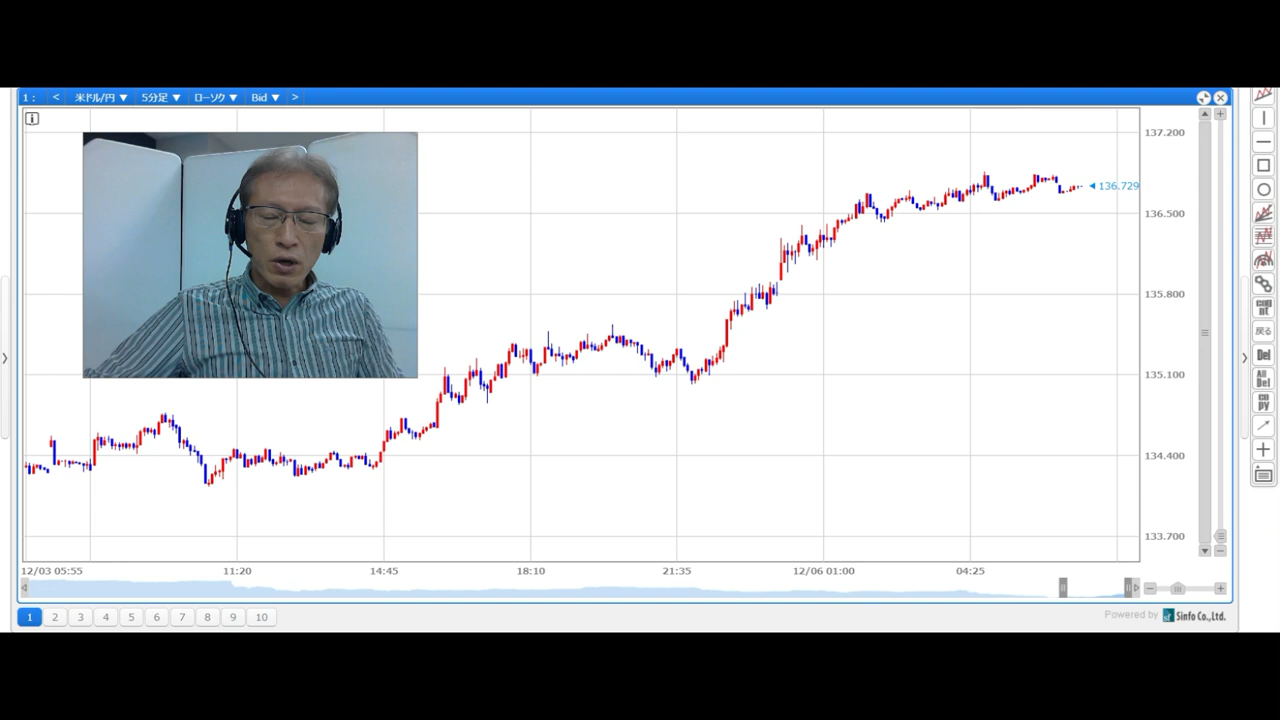 1 : < 米ドル/円 ▼ 5分足 ▼ ローソク ▼ Bid ▼ >
137.200
136.729
136.500
135.800
135.100
134.400
133.700
12/03 05:55 11:20 14:45 18:10 21:35 12/06 01:00 04:25
戻る
Del
All
Del
co
py
1 2 3 4 5 6 7 8 9 10
Powered by Sinfo Co.,Ltd.